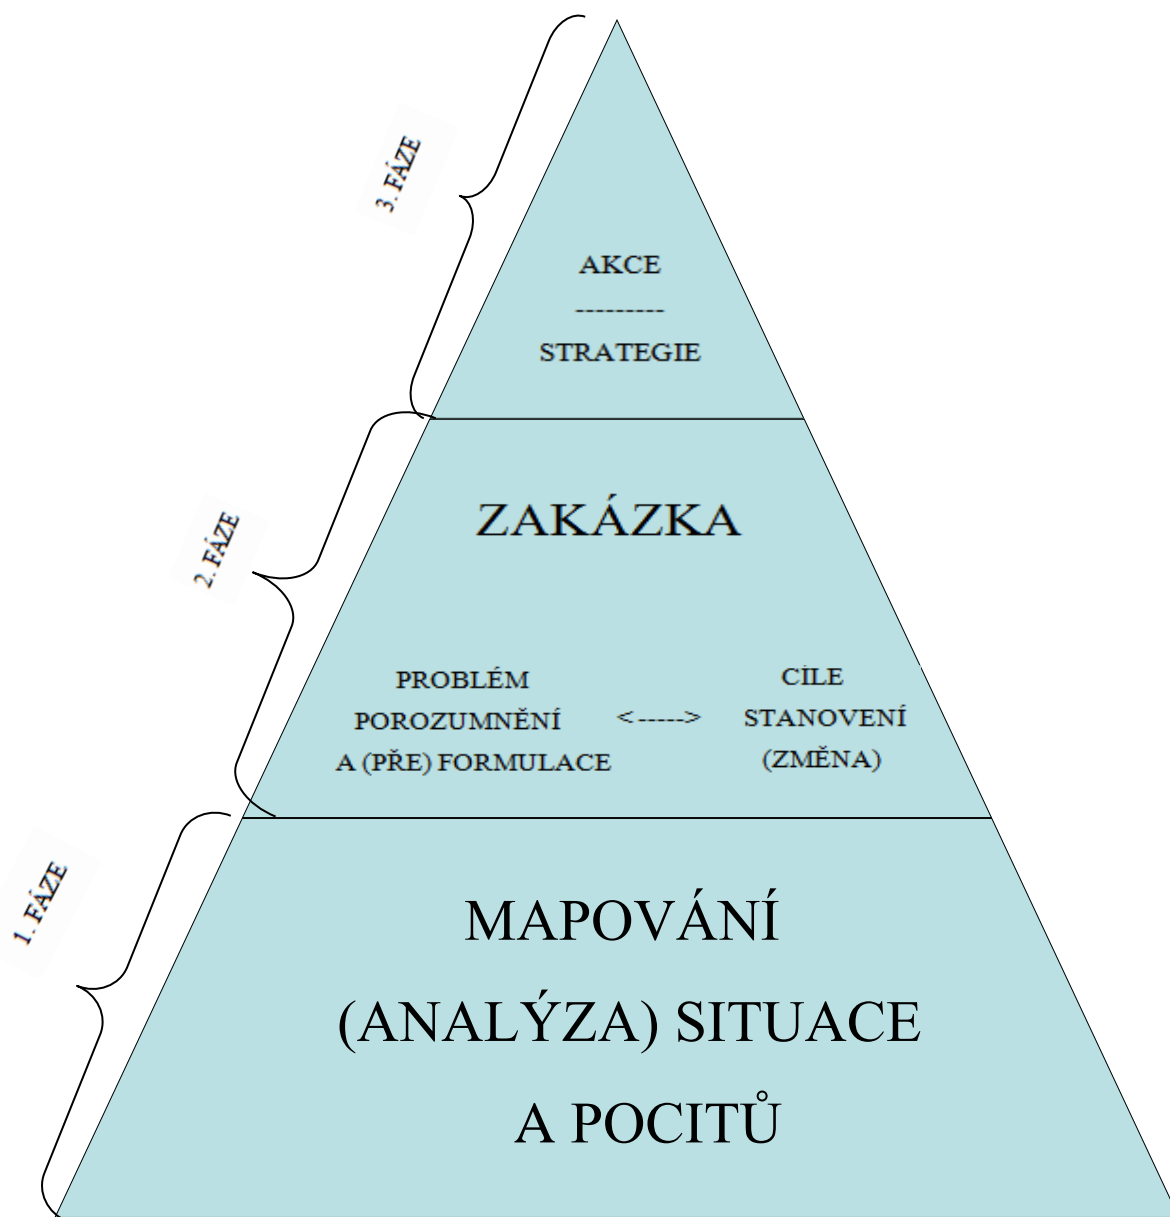 3. FÁZE
AKCE
---------
STRATEGIE
2. FÁZE
ZAKÁZKA
PROBLÉM
POROZUMNĚNÍ
A (PŘE) FORMULACE
<----->
CÍLE
STANOVENÍ
(ZMĚNA)
1. FÁZE
MAPOVÁNÍ
(ANALÝZA) SITUACE
A POCITŮ